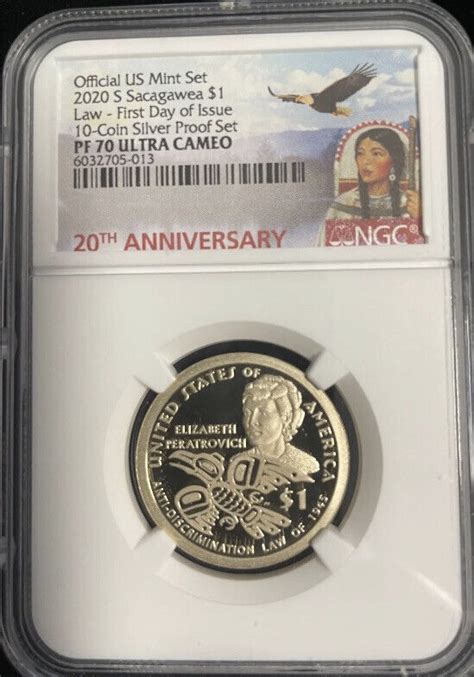 Official US Mint Set
2020 S Sacagawea $1
Law - First Day of Issue
10-Coin Silver Proof Set
PF 70 ULTRA CAMEO
6032705-013
20TH ANNIVERSARY
NGC®
UNITED STATES OF AMERICA
ELIZABETH
PERATROVICH
$1
ANTI-DISCRIMINATION LAW OF 1945